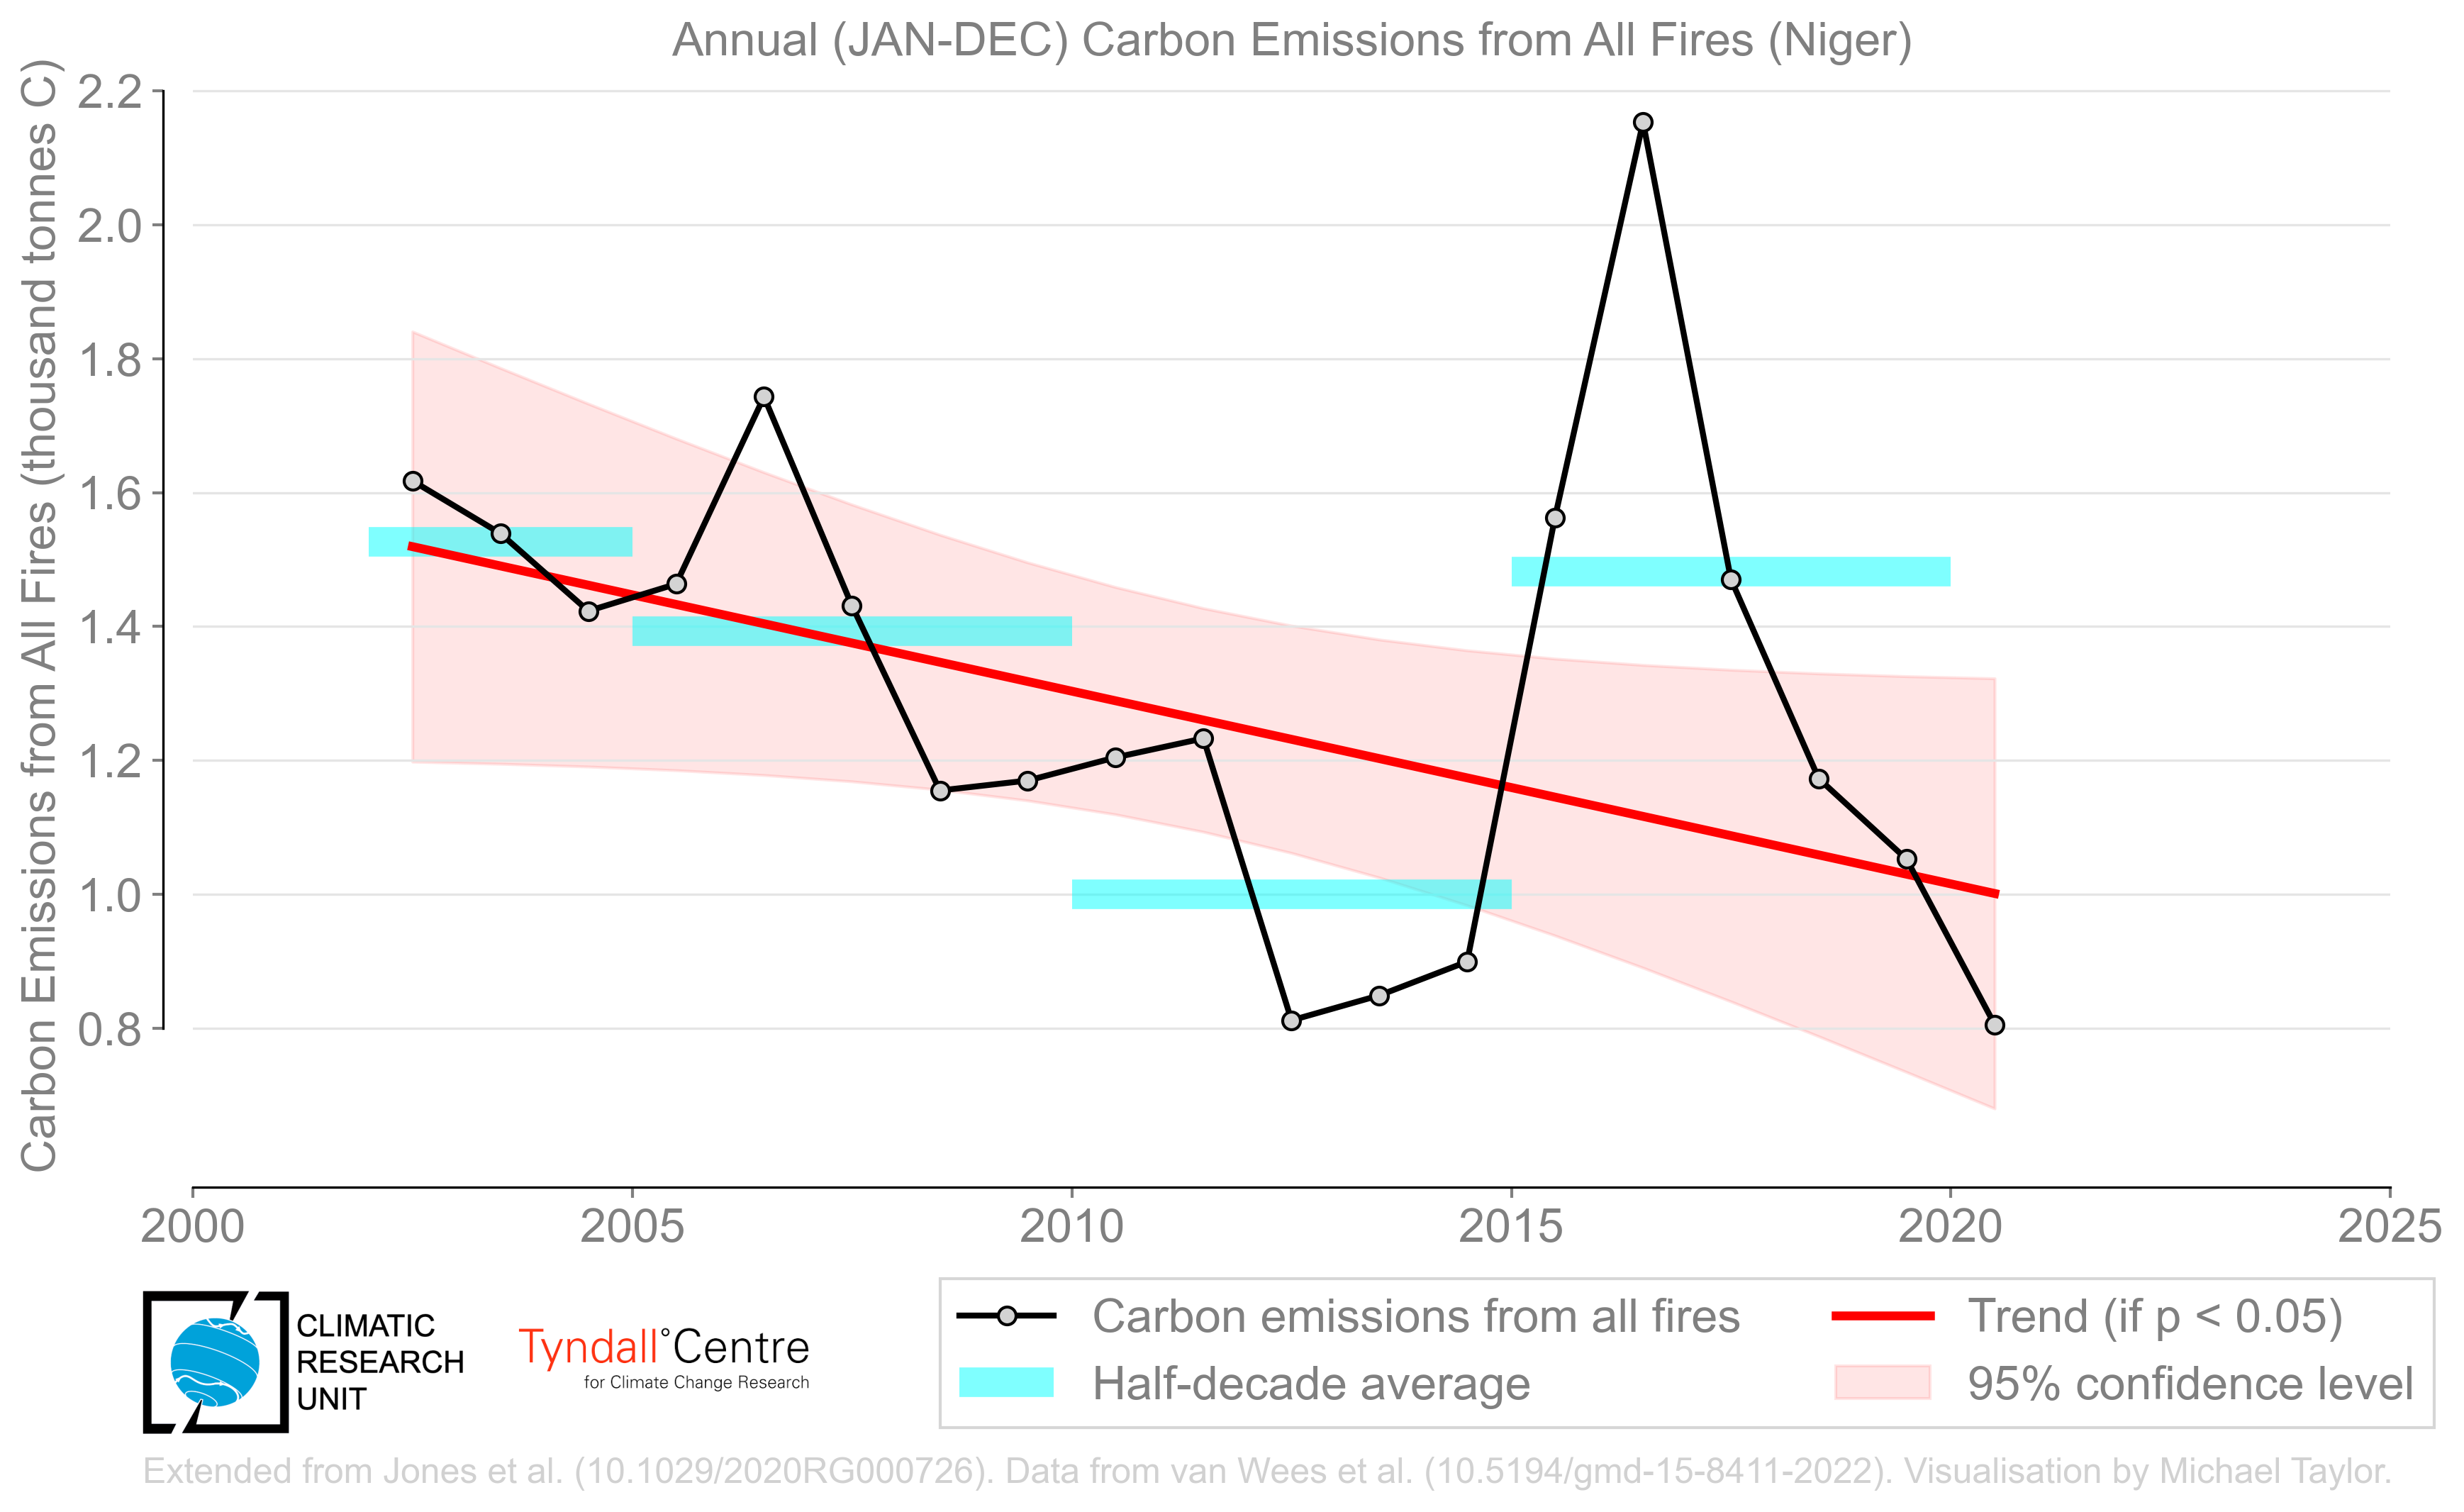 Annual (JAN-DEC) Carbon Emissions from All Fires (Niger)
Carbon Emissions from All Fires (thousand tonnes C)
2.2
2.0
1.8
1.6
1.4
1.2
1.0
0.8
2000 2005 2010 2015 2020 2025
CLIMATIC
RESEARCH
UNIT
Tyndall°Centre
for Climate Change Research
Carbon emissions from all fires
Half-decade average
Trend (if p < 0.05)
95% confidence level
Extended from Jones et al. (10.1029/2020RG000726). Data from van Wees et al. (10.5194/gmd-15-8411-2022). Visualisation by Michael Taylor.